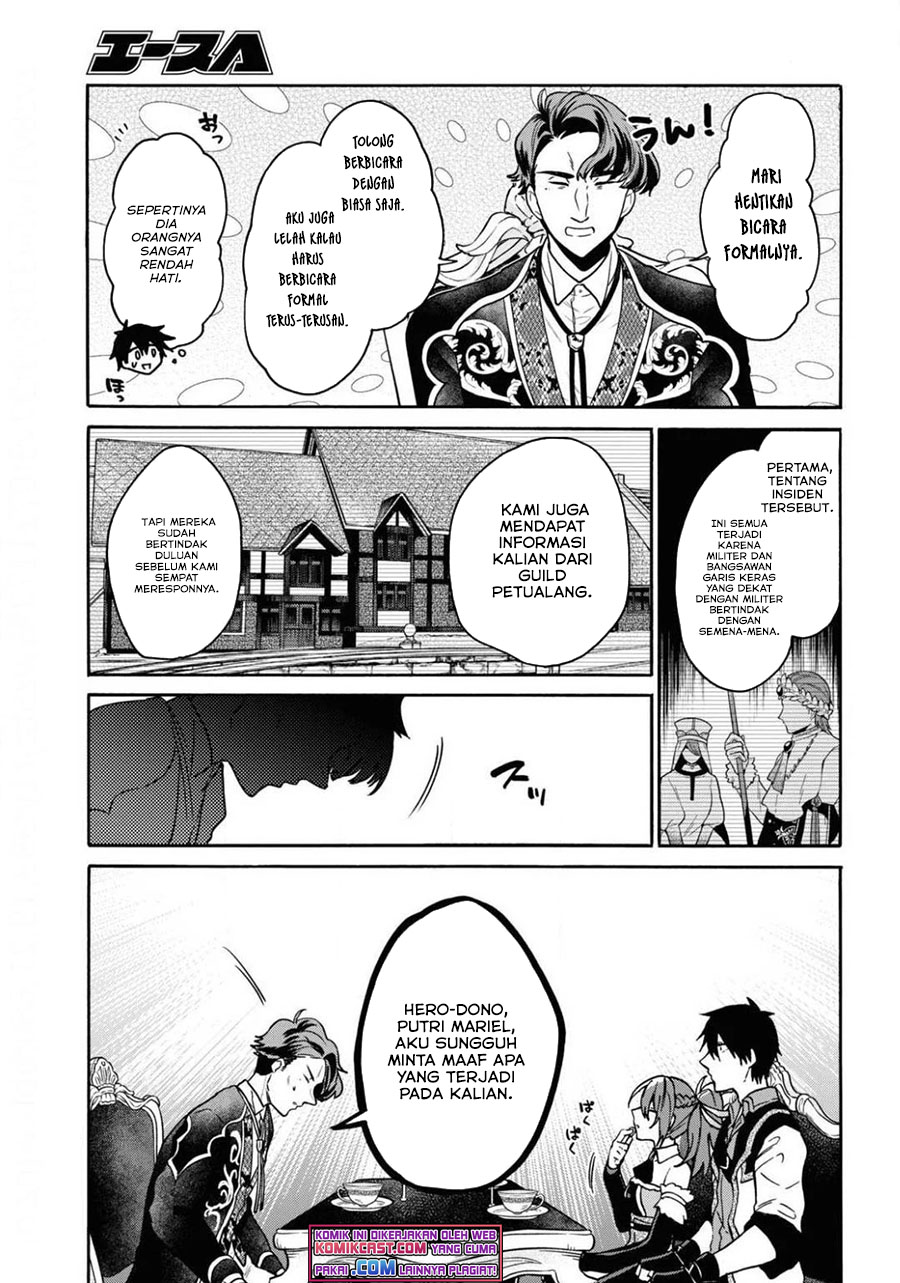 エースA
うん!
MARI
HENTIKAN
BICARA
FORMALNYA.
TOLONG
BERBICARA
DENGAN
BIASA SAJA.
AKU JUGA
LELAH KALAU
HARUS
BERBICARA
FORMAL
TERUS-TERUSAN.
おっ
SEPERTINYA
DIA
ORANGNYA
SANGAT
RENDAH
HATI.
ほっ
PERTAMA,
TENTANG
INSIDEN
TERSEBUT.
INI SEMUA
TERJADI
KARENA
MILITER DAN
BANGSAWAN
GARIS KERAS
YANG DEKAT
DENGAN MILITER
BERTINDAK
DENGAN
SEMENA-MENA.
KAMI JUGA
MENDAPAT
INFORMASI
KALIAN DARI
GUILD
PETUALANG.
TAPI MEREKA
SUDAH
BERTINDAK
DULUAN
SEBELUM KAMI
SEMPAT
MERESPONNYA.
スッ
HERO-DONO,
PUTRI MARIEL,
AKU SUNGGUH
MINTA MAAF APA
YANG TERJADI
PADA KALIAN.
ぱく
ぱく
KOMIK INI DIKERJAKAN OLEH WEB
KOMIKCAST.COM YANG CUMA
PAKAI .COM LAINNYA PLAGIAT!